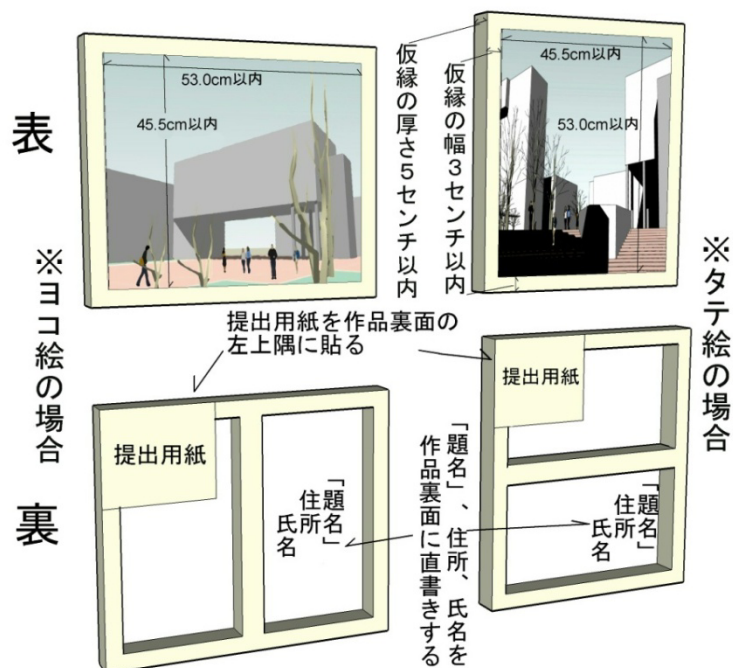 表
※ヨコ絵の場合
53.0cm以内
45.5cm以内
仮縁の厚さ5センチ以内
仮縁の幅3センチ以内
45.5cm以内
53.0cm以内
※タテ絵の場合
提出用紙を作品裏面の
左上隅に貼る
裏
提出用紙
「題名」
住所
氏名
「題名」、住所、氏名を
作品裏面に直書きする
提出用紙
「題名」
住所
氏名